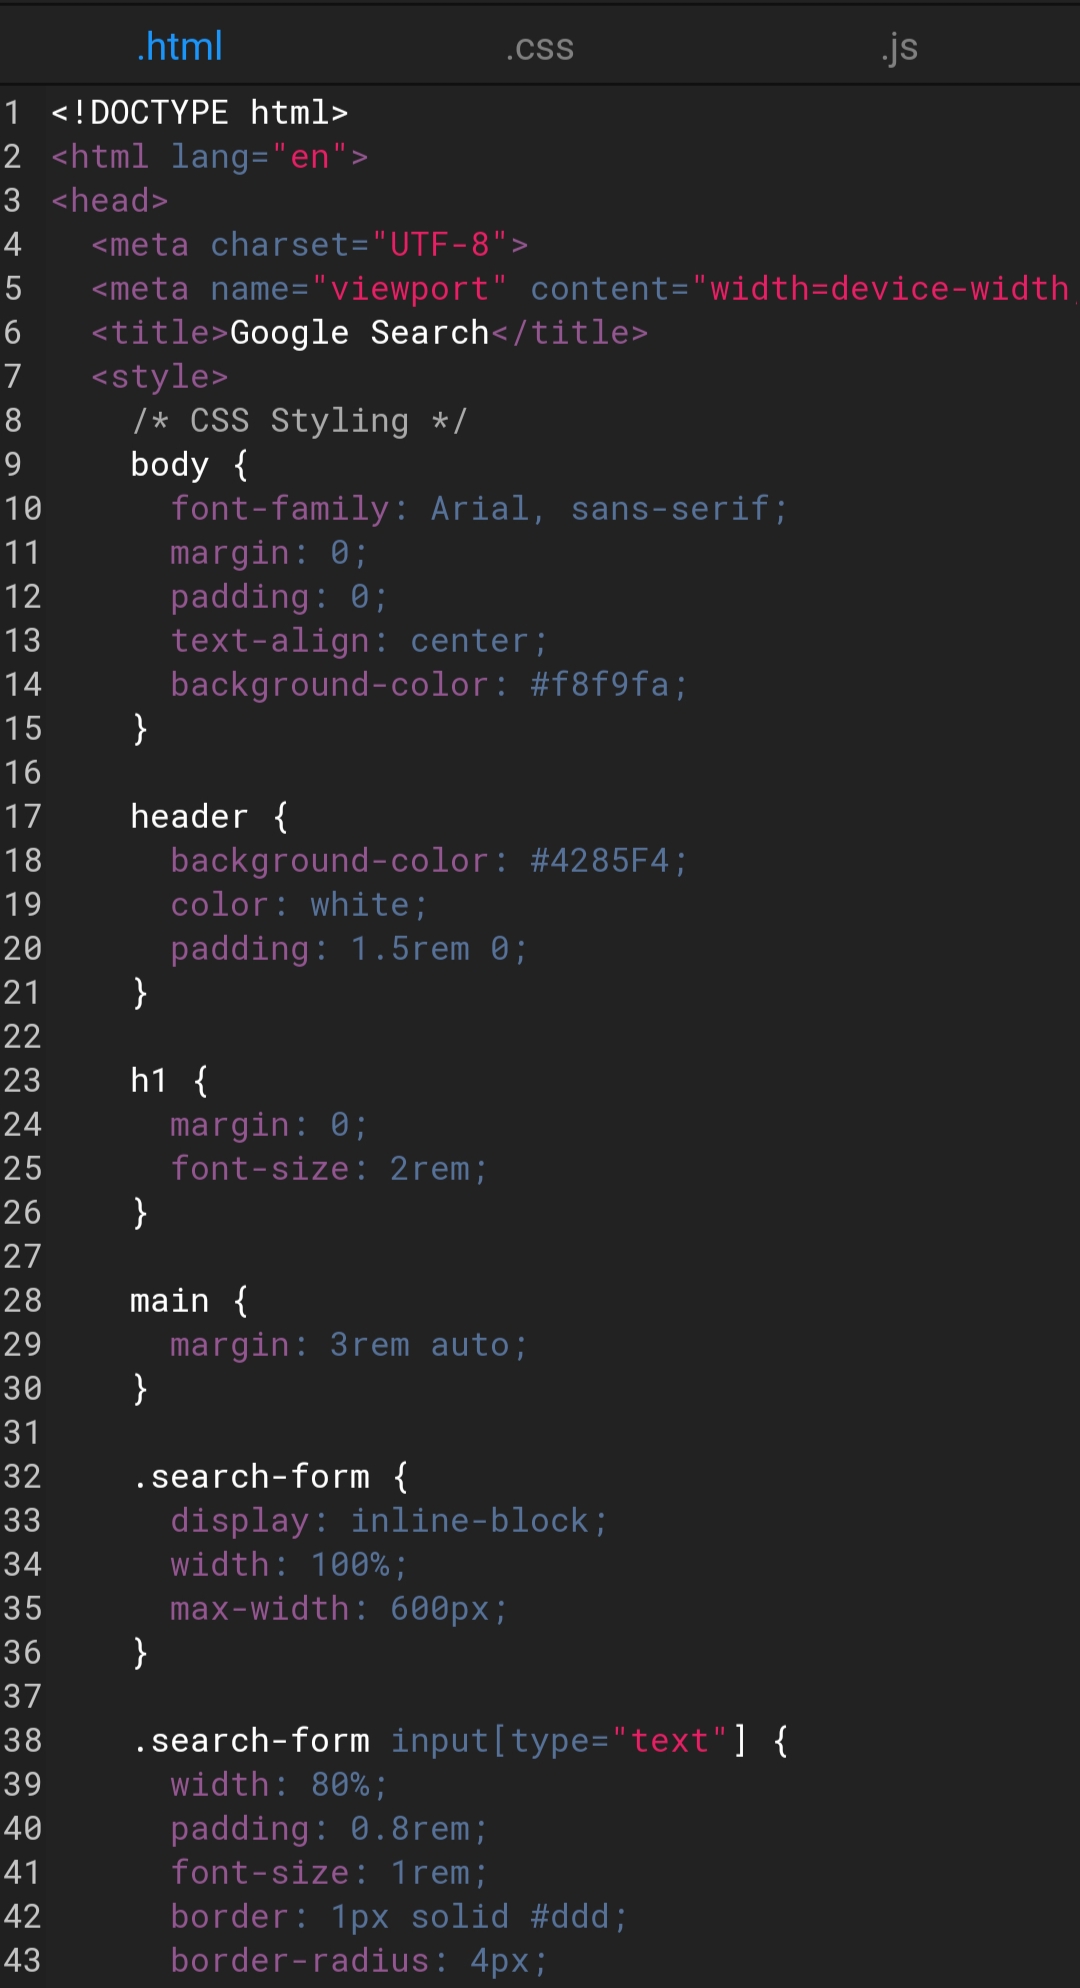 .html .css .js
1 <!DOCTYPE html>
2 <html lang="en">
3 <head>
4   <meta charset="UTF-8">
5   <meta name="viewport" content="width=device-width,
6   <title>Google Search</title>
7   <style>
8     /* CSS Styling */
9     body {
10       font-family: Arial, sans-serif;
11       margin: 0;
12       padding: 0;
13       text-align: center;
14       background-color: #f8f9fa;
15     }
16
17     header {
18       background-color: #4285F4;
19       color: white;
20       padding: 1.5rem 0;
21     }
22
23     h1 {
24       margin: 0;
25       font-size: 2rem;
26     }
27
28     main {
29       margin: 3rem auto;
30     }
31
32     .search-form {
33       display: inline-block;
34       width: 100%;
35       max-width: 600px;
36     }
37
38     .search-form input[type="text"] {
39       width: 80%;
40       padding: 0.8rem;
41       font-size: 1rem;
42       border: 1px solid #ddd;
43       border-radius: 4px;